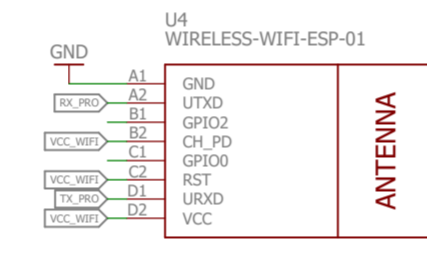 U4
WIRELESS-WIFI-ESP-01
GND
A1 GND
RX_PRO A2 UTXD
B1 GPIO2
VCC_WIFI B2 CH_PD
C1 GPIO0
VCC_WIFI C2 RST
TX_PRO D1 URXD
VCC_WIFI D2 VCC
ANTENNA